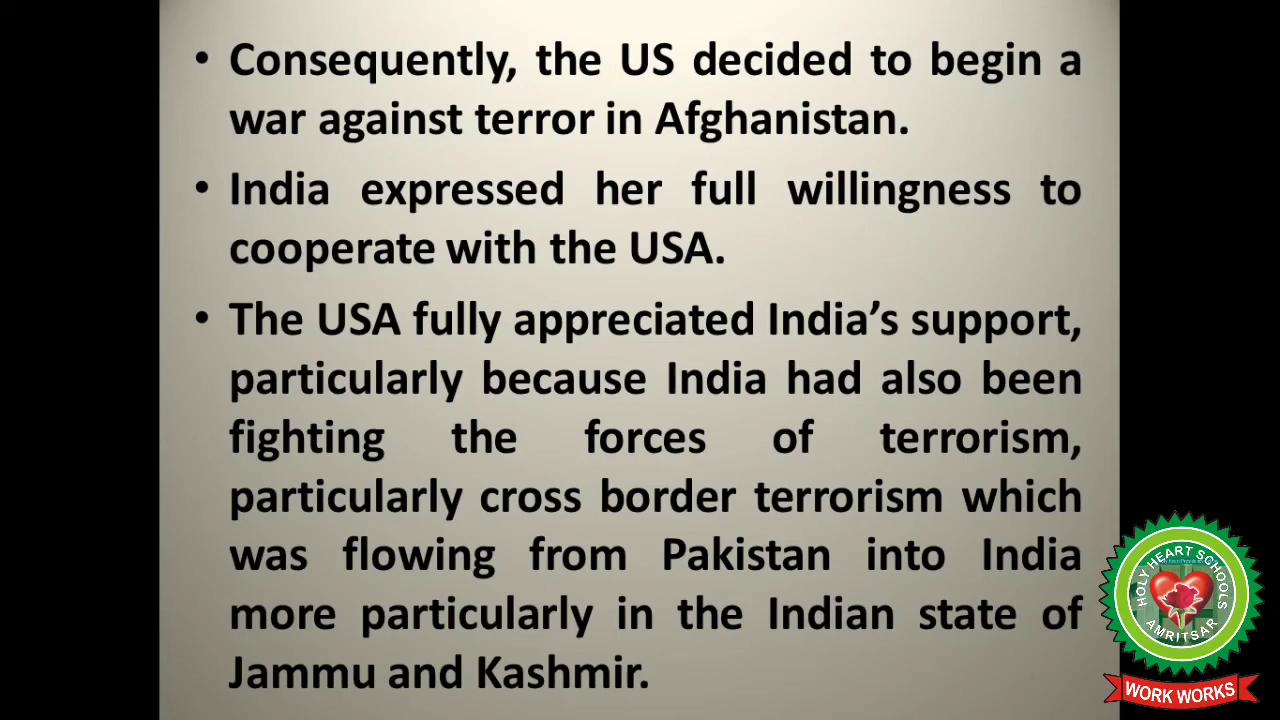 • Consequently, the US decided to begin a
war against terror in Afghanistan.
• India expressed her full willingness to
cooperate with the USA.
• The USA fully appreciated India’s support,
particularly because India had also been
fighting the forces of terrorism,
particularly cross border terrorism which
was flowing from Pakistan into India
more particularly in the Indian state of
Jammu and Kashmir.
HOLY HEART SCHOOLS
AMRITSAR
WORK WORKS